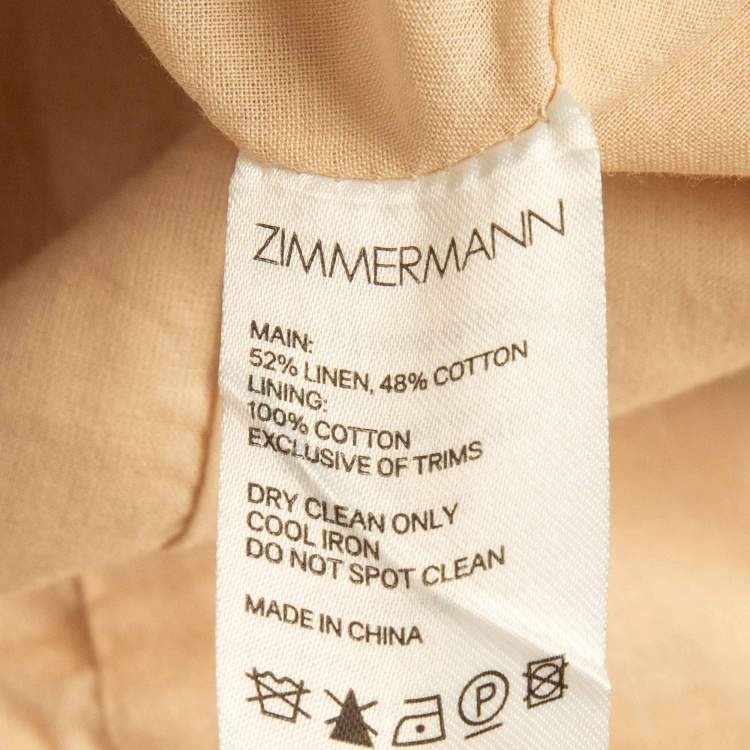 ZIMMERMANN
MAIN:
52% LINEN, 48% COTTON
LINING:
100% COTTON
EXCLUSIVE OF TRIMS
DRY CLEAN ONLY
COOL IRON
DO NOT SPOT CLEAN
MADE IN CHINA
P